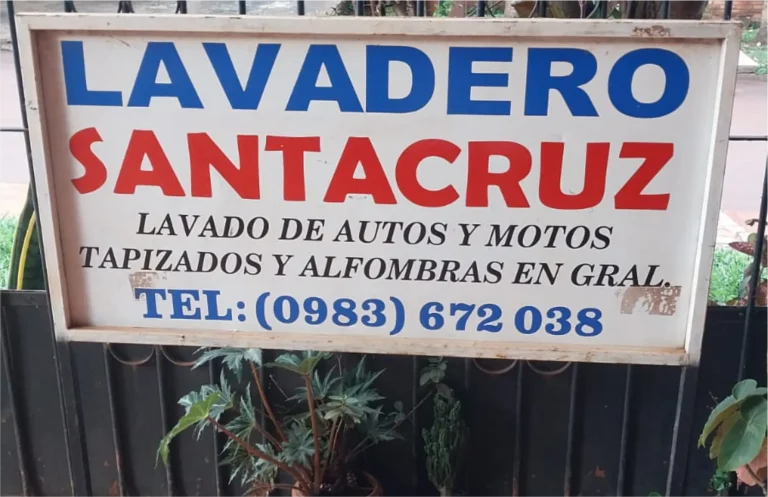 LAVADERO
SANTACRUZ
LAVADO DE AUTOS Y MOTOS
TAPIZADOS Y ALFOMBRAS EN GRAL.
TEL: (0983) 672 038